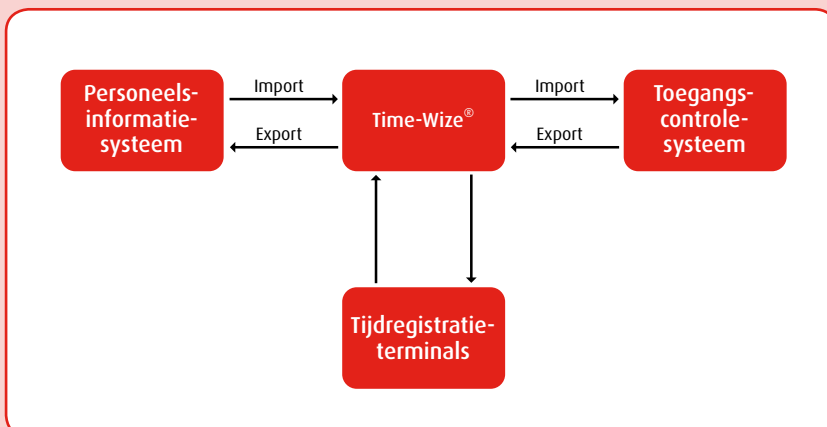 Personeels-
informatie-
systeem
Import
Export
Time-Wize®
Import
Export
Toegangs-
controle-
systeem
Tijdregistratie-
terminals